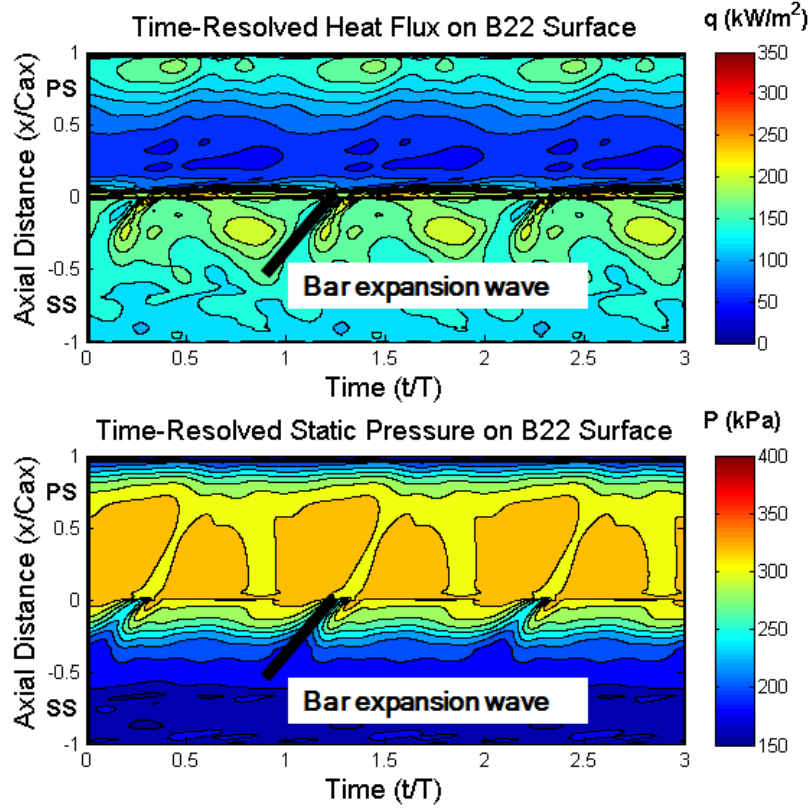 Time-Resolved Heat Flux on B22 Surface
q (kW/m²)
Axial Distance (x/Cax)
PS
SS
1
0.5
0
-0.5
-1
Bar expansion wave
0 0.5 1 1.5 2 2.5 3
Time (t/T)
350
300
250
200
150
100
50
0
Time-Resolved Static Pressure on B22 Surface
P (kPa)
Axial Distance (x/Cax)
PS
SS
1
0.5
0
-0.5
-1
Bar expansion wave
0 0.5 1 1.5 2 2.5 3
Time (t/T)
400
350
300
250
200
150